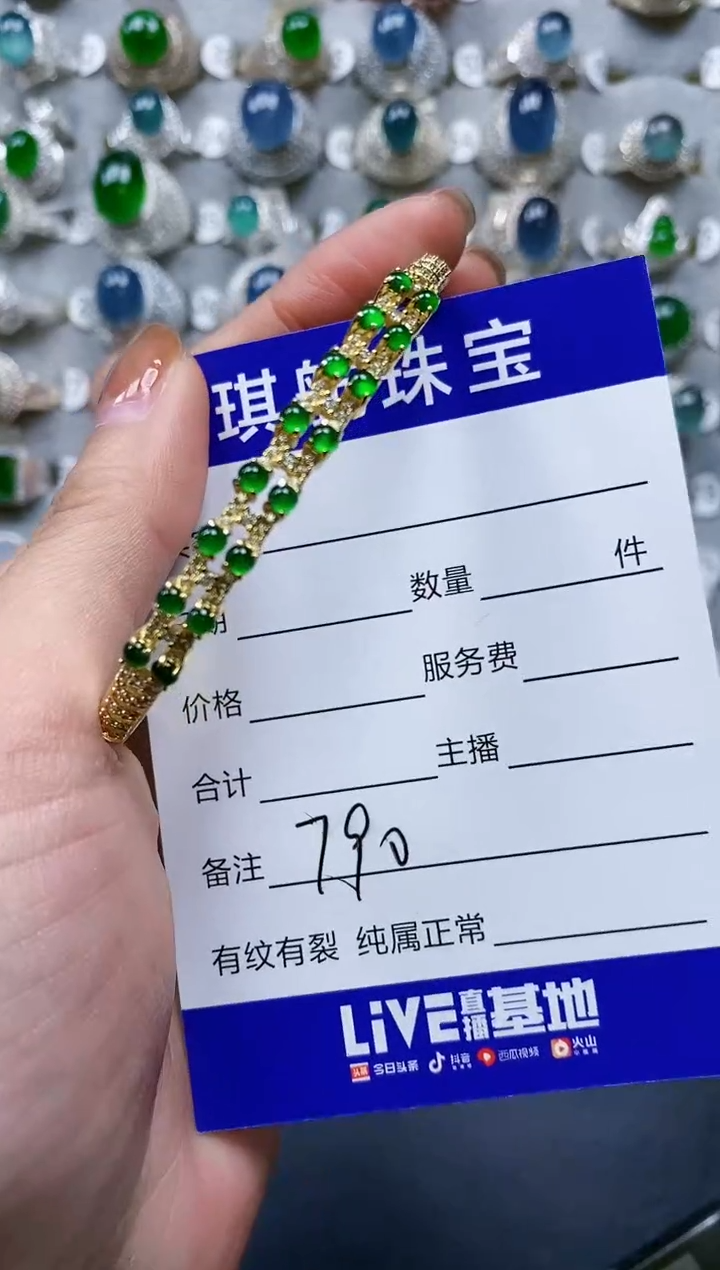 琪 珠宝
数量 件
价格 服务费
合计 主播
备注 790
有纹有裂 纯属正常
LiVE直播基地
头条 今日头条 抖音 西瓜视频 火山